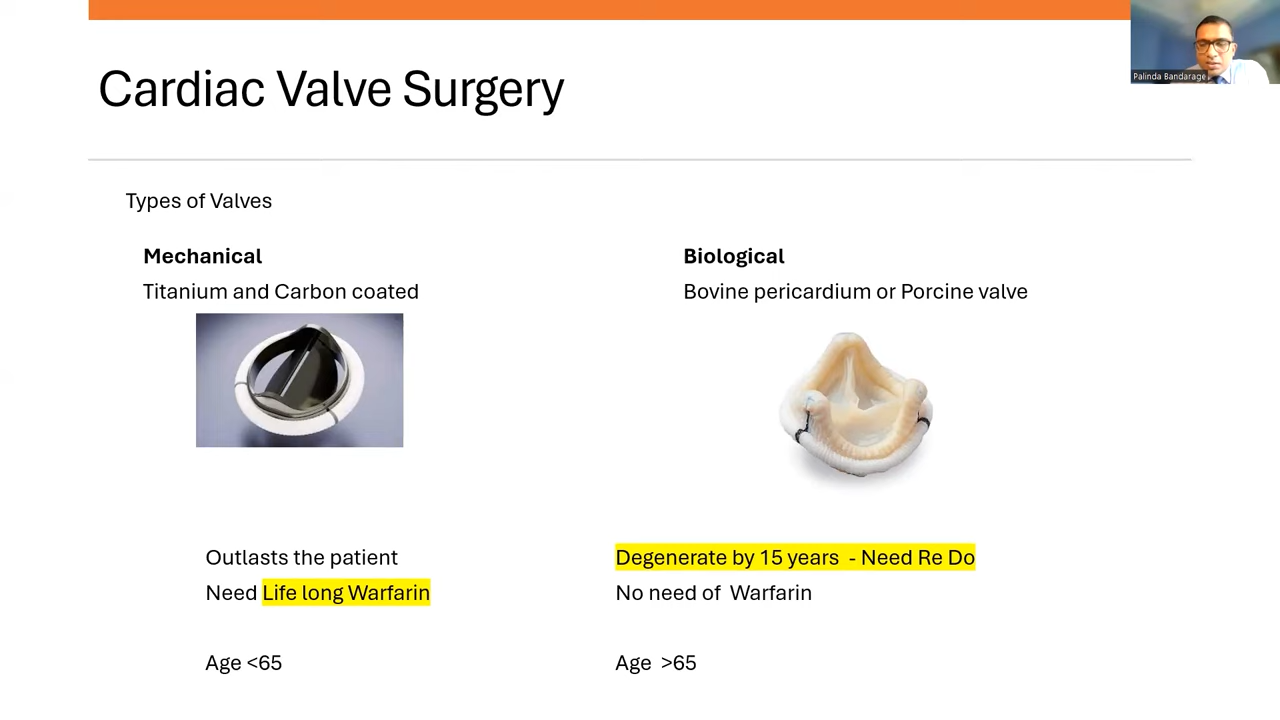 Palinda Bandarage
Cardiac Valve Surgery
Types of Valves
Mechanical
Titanium and Carbon coated
Outlasts the patient
Need Life long Warfarin
Age <65
Biological
Bovine pericardium or Porcine valve
Degenerate by 15 years - Need Re Do
No need of Warfarin
Age >65